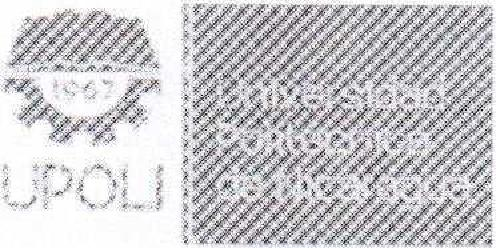 1967
UPOLI
Universidad
Politécnica
de Nicaragua